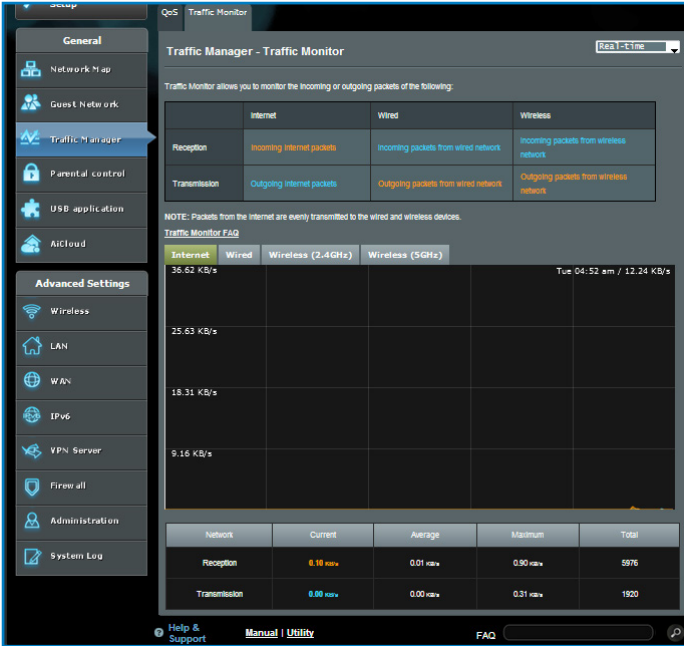 Setup
QoS Traffic Monitor
General
Network Map
Guest Network
Traffic Manager
Parental control
USB application
AiCloud
Advanced Settings
Wireless
LAN
WAN
IPv6
VPN Server
Firewall
Administration
System Log
Traffic Manager - Traffic Monitor
Real-time
Traffic Monitor allows you to monitor the incoming or outgoing packets of the following:
Internet Wired Wireless
Reception Incoming Internet packets Incoming packets from wired network Incoming packets from wireless
network
Transmission Outgoing Internet packets Outgoing packets from wired network Outgoing packets from wireless
network
NOTE: Packets from the Internet are evenly transmitted to the wired and wireless devices.
Traffic Monitor FAQ
Internet Wired Wireless (2.4GHz) Wireless (5GHz)
36.62 KB/s Tue 04:52 am / 12.24 KB/s
25.63 KB/s
18.31 KB/s
9.16 KB/s
Network Current Average Maximum Total
Reception 0.10 KB/s 0.01 KB/s 0.90 KB/s 5976
Transmission 0.00 KB/s 0.00 KB/s 0.31 KB/s 1920
Help &
Support
Manual | Utility
FAQ